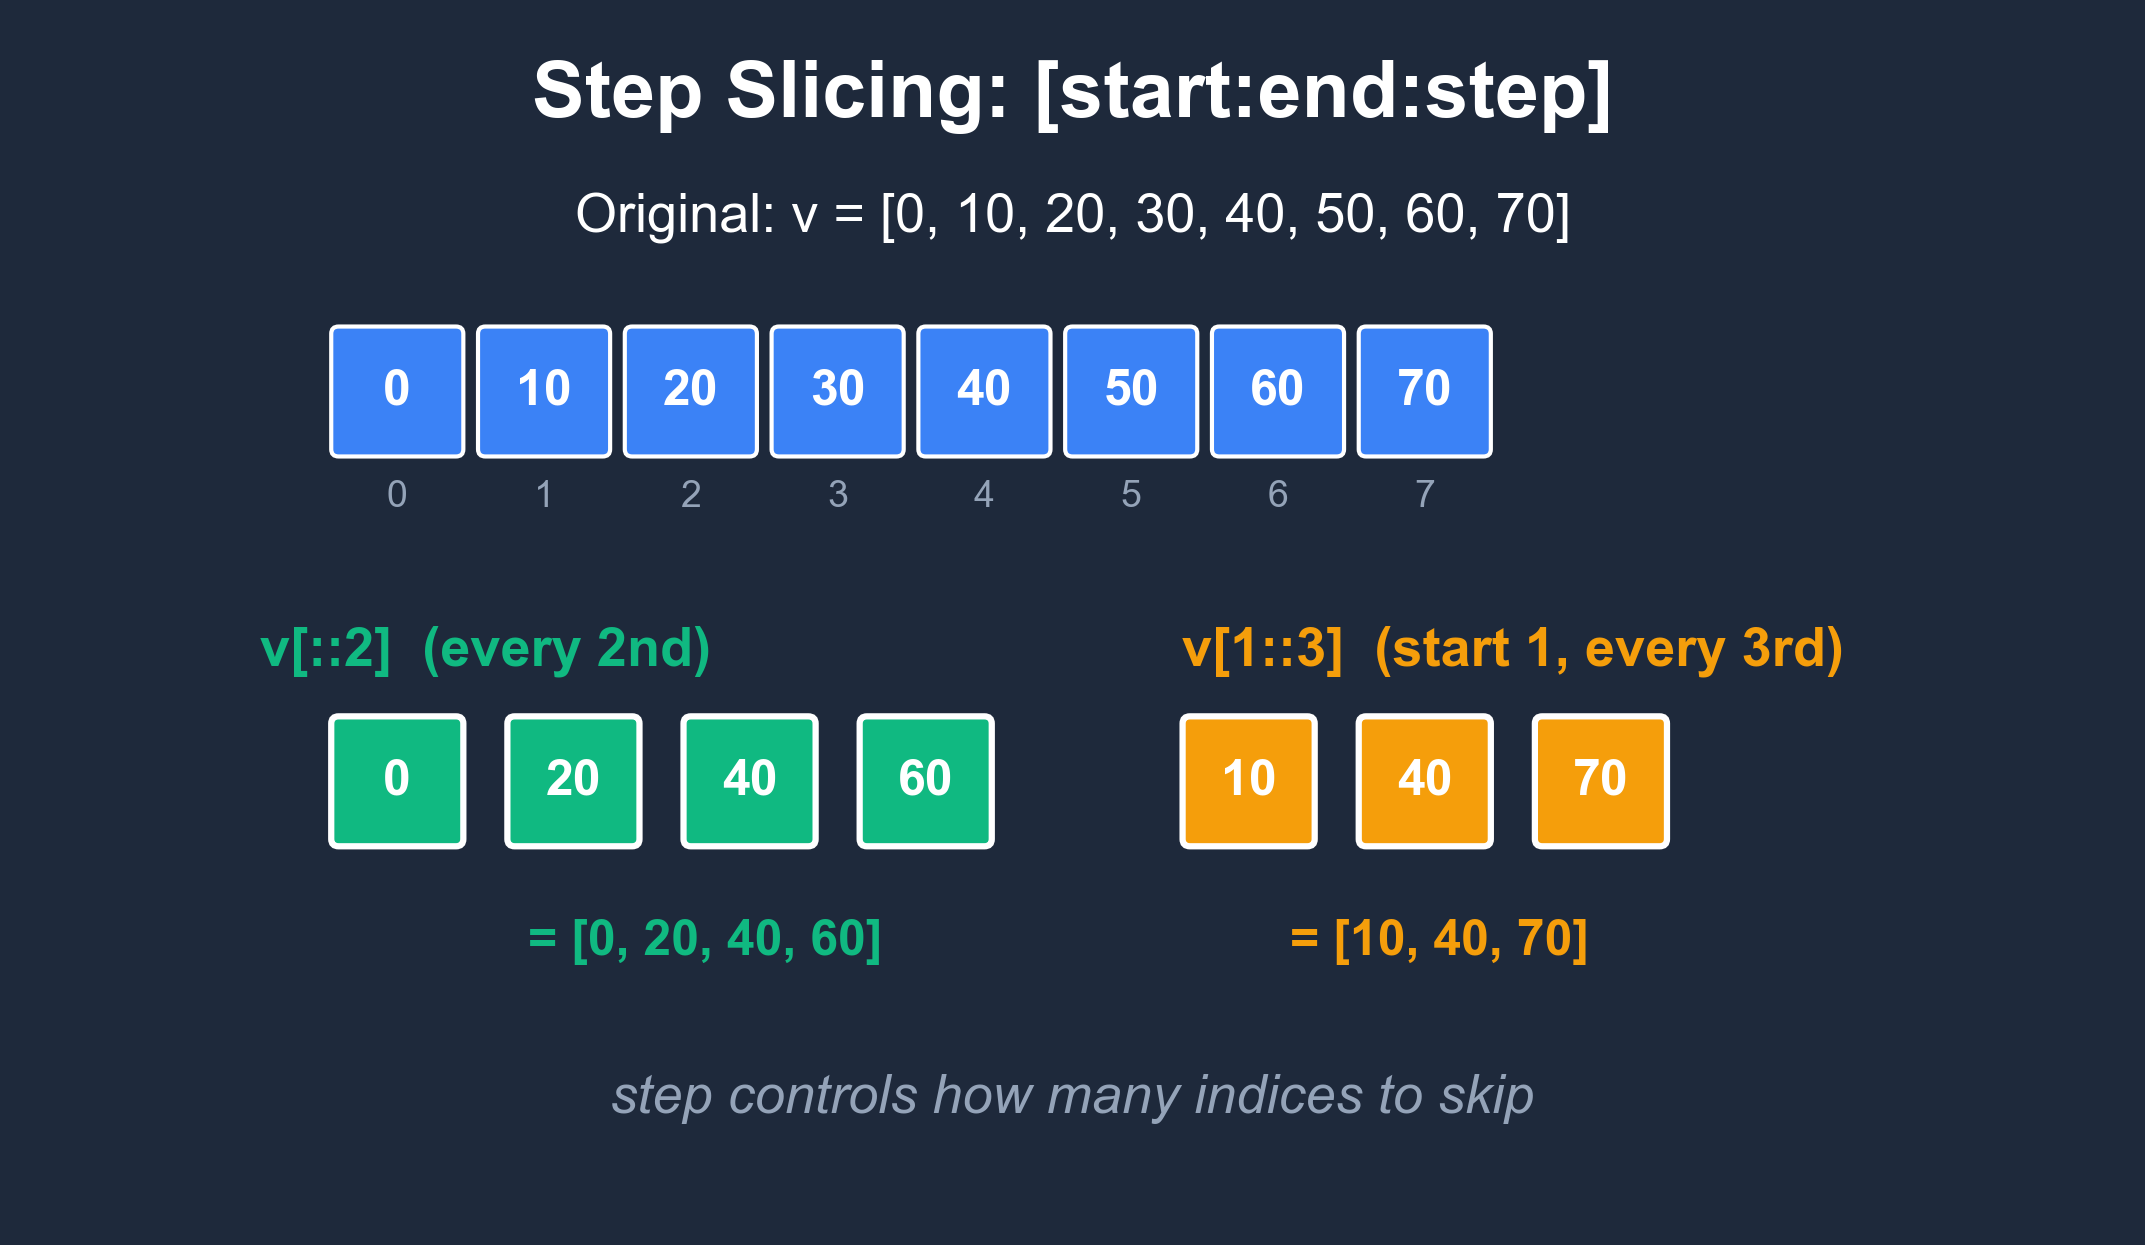 Step Slicing: [start:end:step]
Original: v = [0, 10, 20, 30, 40, 50, 60, 70]
0 10 20 30 40 50 60 70
0 1 2 3 4 5 6 7
v[::2] (every 2nd)
0 20 40 60
= [0, 20, 40, 60]
v[1::3] (start 1, every 3rd)
10 40 70
= [10, 40, 70]
step controls how many indices to skip